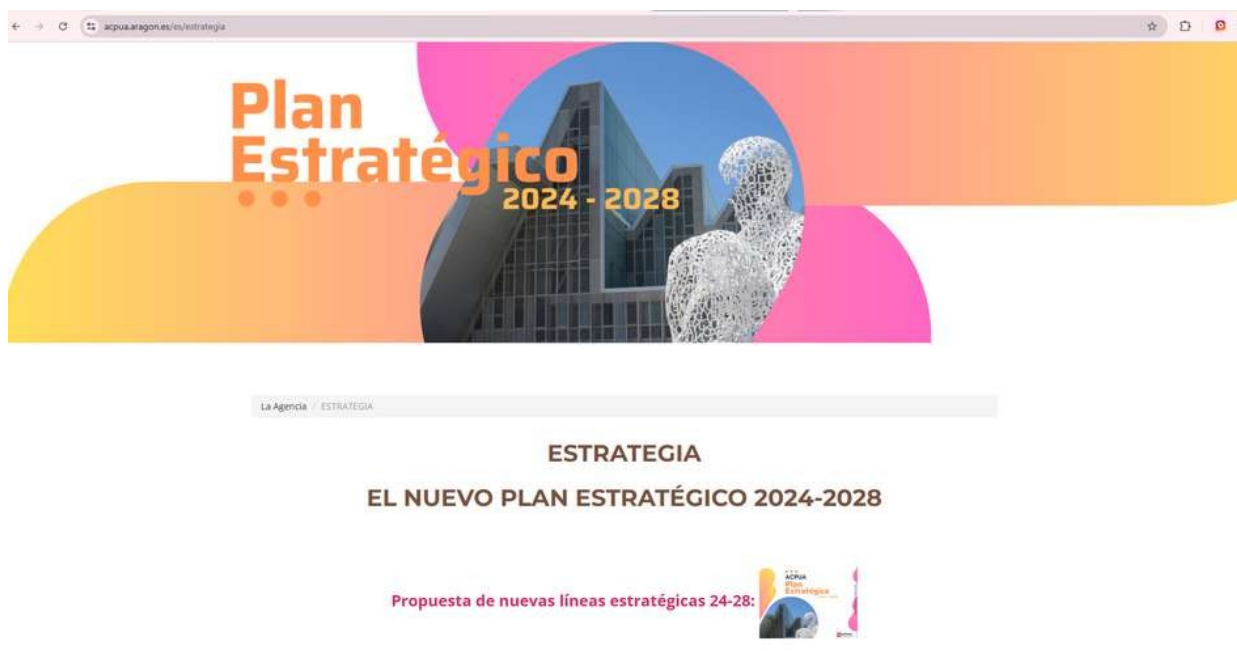 acpua.aragon.es/es/estrategia
Plan
Estratégico
2024 - 2028
La Agencia / ESTRATEGIA
ESTRATEGIA
EL NUEVO PLAN ESTRATÉGICO 2024-2028
Propuesta de nuevas líneas estratégicas 24-28:
ACPUA
Plan
Estratégico